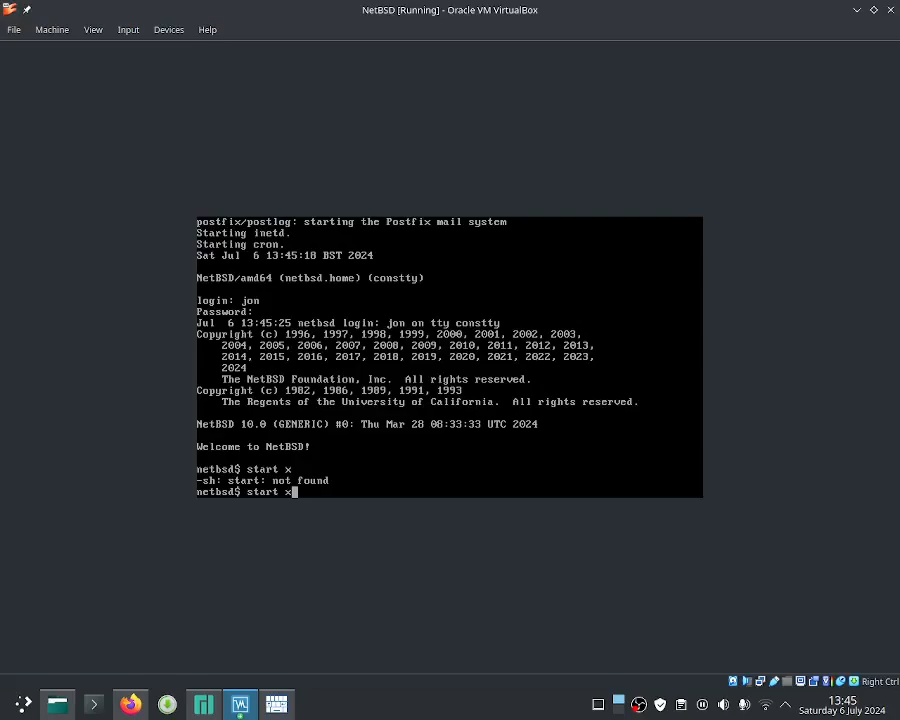 NetBSD [Running] - Oracle VM VirtualBox
File Machine View Input Devices Help
postfix/postlog: starting the Postfix mail system
Starting inetd.
Starting cron.
Sat Jul  6 13:45:18 BST 2024
NetBSD/amd64 (netbsd.home) (constty)
login: jon
Password:
Jul  6 13:45:25 netbsd login: jon on tty constty
Copyright (c) 1996, 1997, 1998, 1999, 2000, 2001, 2002, 2003,
2004, 2005, 2006, 2007, 2008, 2009, 2010, 2011, 2012, 2013,
2014, 2015, 2016, 2017, 2018, 2019, 2020, 2021, 2022, 2023,
2024
The NetBSD Foundation, Inc.  All rights reserved.
Copyright (c) 1982, 1986, 1989, 1991, 1993
The Regents of the University of California.  All rights reserved.
NetBSD 10.0 (GENERIC) #0: Thu Mar 28 08:33:33 UTC 2024
Welcome to NetBSD!
netbsd$ start x
-sh: start: not found
netbsd$ start x
Right Ctrl
13:45
Saturday 6 July 2024